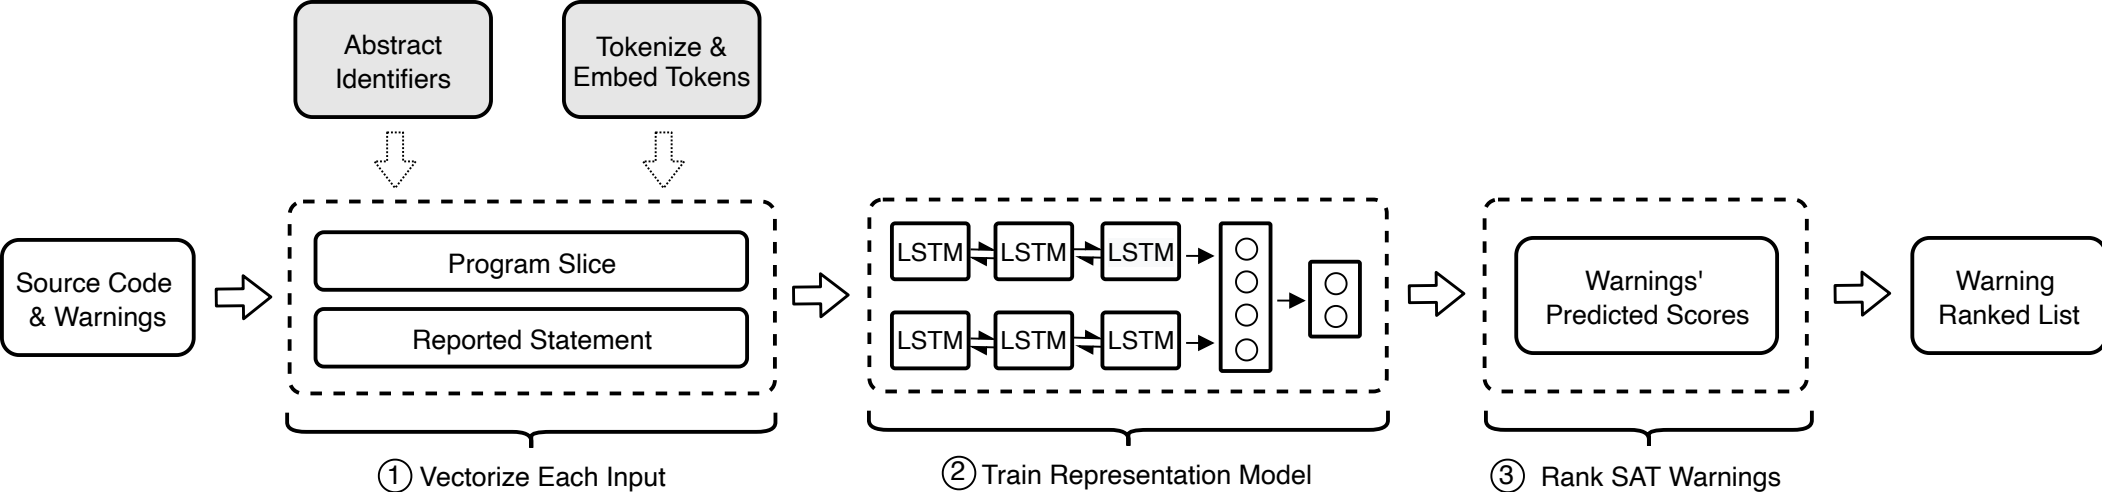 Abstract
Identifiers
Tokenize &
Embed Tokens
Source Code
& Warnings
Program Slice
Reported Statement
LSTM LSTM LSTM
LSTM LSTM LSTM
Warnings'
Predicted Scores
Warning
Ranked List
1 Vectorize Each Input
2 Train Representation Model
3 Rank SAT Warnings